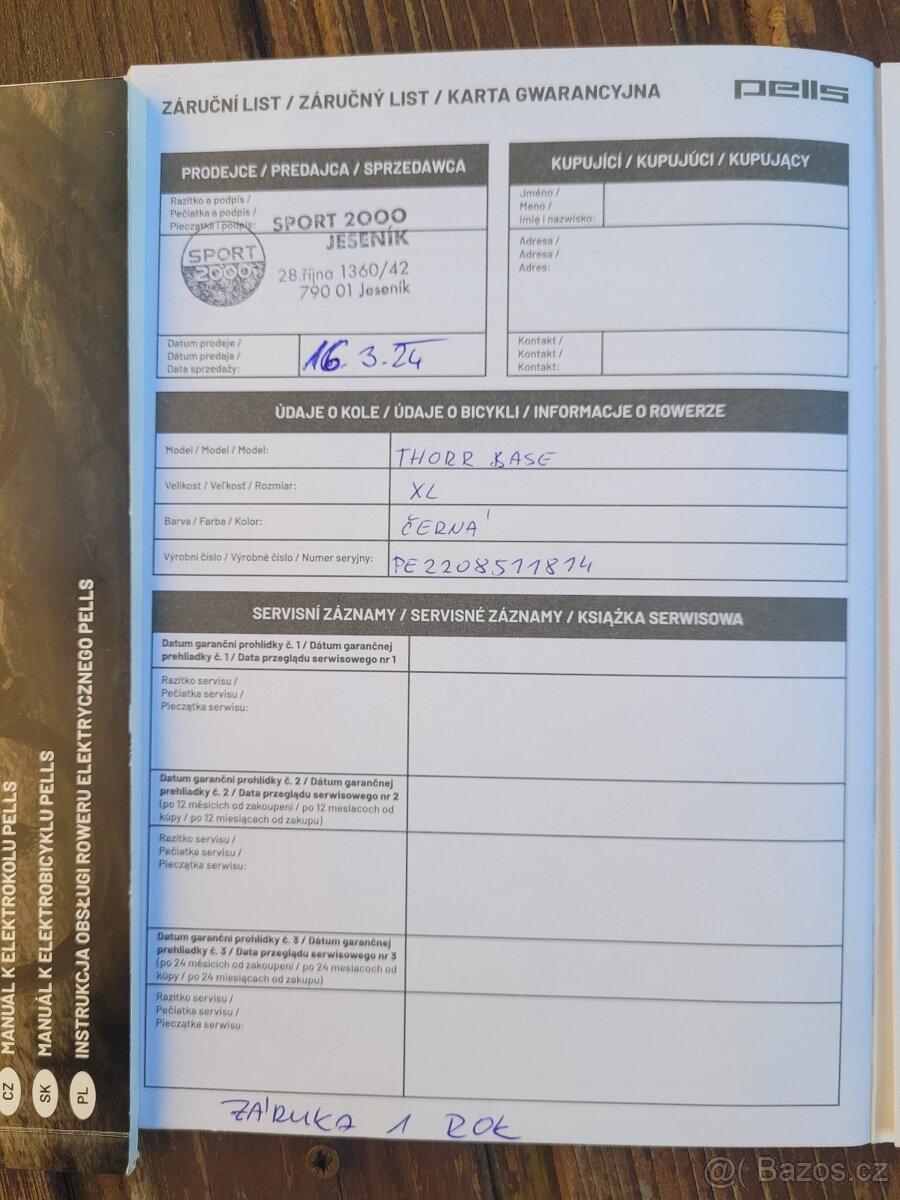 ZÁRUČNÍ LIST / ZÁRUČNÝ LIST / KARTA GWARANCYJNA
pells
PRODEJCE / PREDAJCA / SPRZEDAWCA
Razítko a podpis /
Pečiatka a podpis /
Pieczątka i podpis:
SPORT 2000
JESENÍK
28.října 1360/42
790 01 Jeseník
SPORT
2000
Datum prodeje /
Dátum predaja /
Data sprzedaży:
16. 3. 24
KUPUJÍCÍ / KUPUJÚCI / KUPUJĄCY
Jméno /
Meno /
Imię i nazwisko:
Adresa /
Adresa /
Adres:
Kontakt /
Kontakt /
Kontakt:
ÚDAJE O KOLE / ÚDAJE O BICYKLI / INFORMACJE O ROWERZE
Model / Model / Model:
THORR BASE
Velikost / Veľkosť / Rozmiar:
XL
Barva / Farba / Kolor:
ČERNÁ
Výrobní číslo / Výrobné číslo / Numer seryjny:
PE2208511814
SERVISNÍ ZÁZNAMY / SERVISNÉ ZÁZNAMY / KSIĄŻKA SERWISOWA
Datum garanční prohlídky č. 1 / Dátum garančnej
prehliadky č. 1 / Data przeglądu serwisowego nr 1
Razítko servisu /
Pečiatka servisu /
Pieczątka serwisu:
Datum garanční prohlídky č. 2 / Dátum garančnej
prehliadky č. 2 / Data przeglądu serwisowego nr 2
(po 12 měsících od zakoupení / po 12 mesiacoch od
kúpy / po 12 miesiącach od zakupu)
Razítko servisu /
Pečiatka servisu /
Pieczątka serwisu:
Datum garanční prohlídky č. 3 / Dátum garančnej
prehliadky č. 3 / Data przeglądu serwisowego nr 3
(po 24 měsících od zakoupení / po 24 mesiacoch od
kúpy / po 24 miesiącach od zakupu)
Razítko servisu /
Pečiatka servisu /
Pieczątka serwisu:
ZÁRUKA 1 ROK
CZ MANUÁL K ELEKTROKOLU PELLS
SK MANUÁL K ELEKTROBICYKLU PELLS
PL INSTRUKCJA OBSŁUGI ROWERU ELEKTRYCZNEGO PELLS
@( Bazos.cz